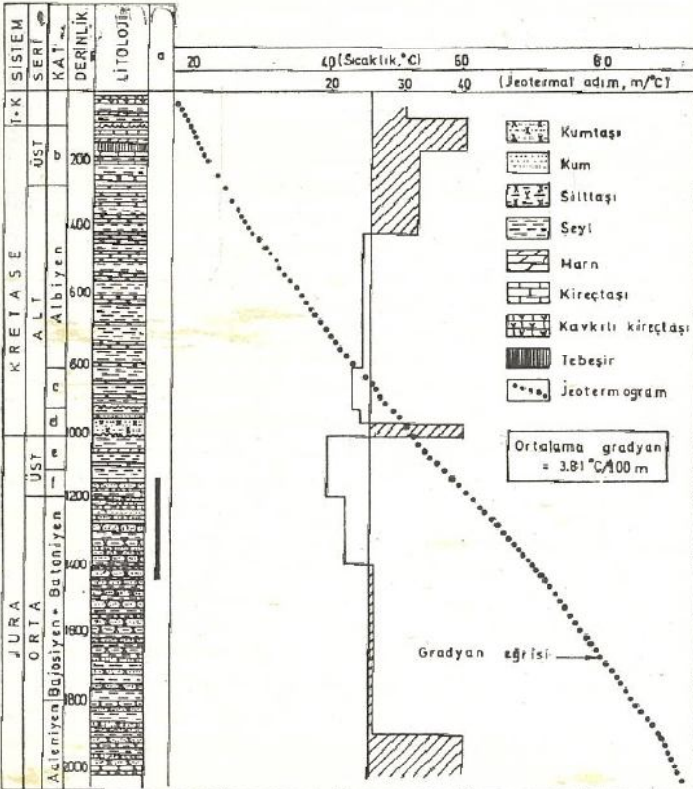 SİSTEM
SERİ
KAT
DERİNLİK
LİTOLOJİ
a
20 40 (Sıcaklık, °C) 60 80
20 30 40 (Jeotermal adım, m/°C)
T+K
KRETASE
ÜST
ALT
b
Albiyen
c
d
JURA
ÜST
ORTA
e
f
Bajosiyen + Batoniyen
Aaleniyen
200
400
600
800
1000
1200
1400
1600
1800
2000
Kumtaşı
Kum
Silttaşı
Şeyl
Marn
Kireçtaşı
Kavkılı kireçtaşı
Tebeşir
Jeotermogram
Ortalama gradyan
= 3.81 °C/100 m
Gradyan eğrisi